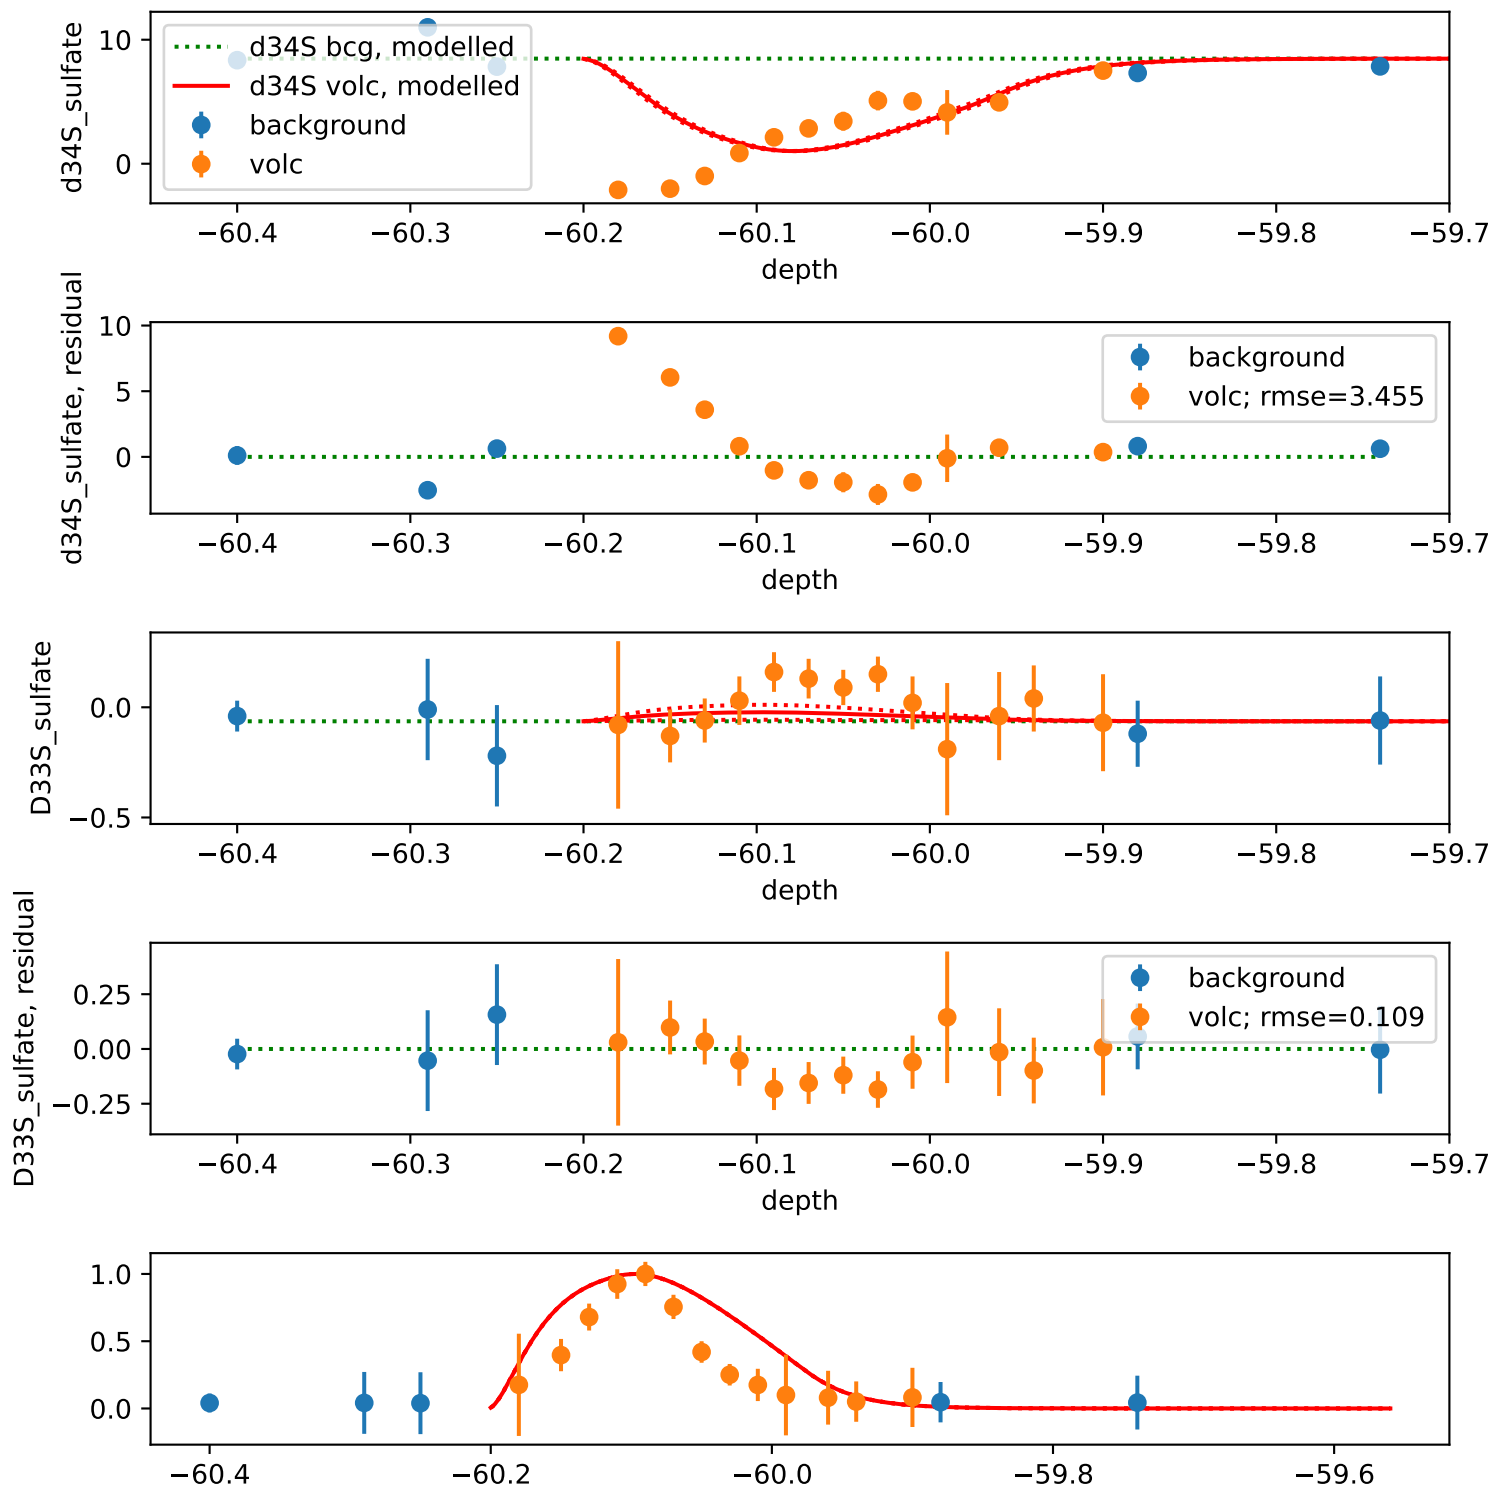 10
0
d34S_sulfate
d34S bcg, modelled
d34S volc, modelled
background
volc
−60.4 −60.3 −60.2 −60.1 −60.0 −59.9 −59.8 −59.7
depth
10
5
0
d34S_sulfate, residual
background
volc; rmse=3.455
−60.4 −60.3 −60.2 −60.1 −60.0 −59.9 −59.8 −59.7
depth
0.0
−0.5
D33S_sulfate
−60.4 −60.3 −60.2 −60.1 −60.0 −59.9 −59.8 −59.7
depth
0.25
0.00
−0.25
D33S_sulfate, residual
background
volc; rmse=0.109
−60.4 −60.3 −60.2 −60.1 −60.0 −59.9 −59.8 −59.7
depth
1.0
0.5
0.0
−60.4 −60.2 −60.0 −59.8 −59.6